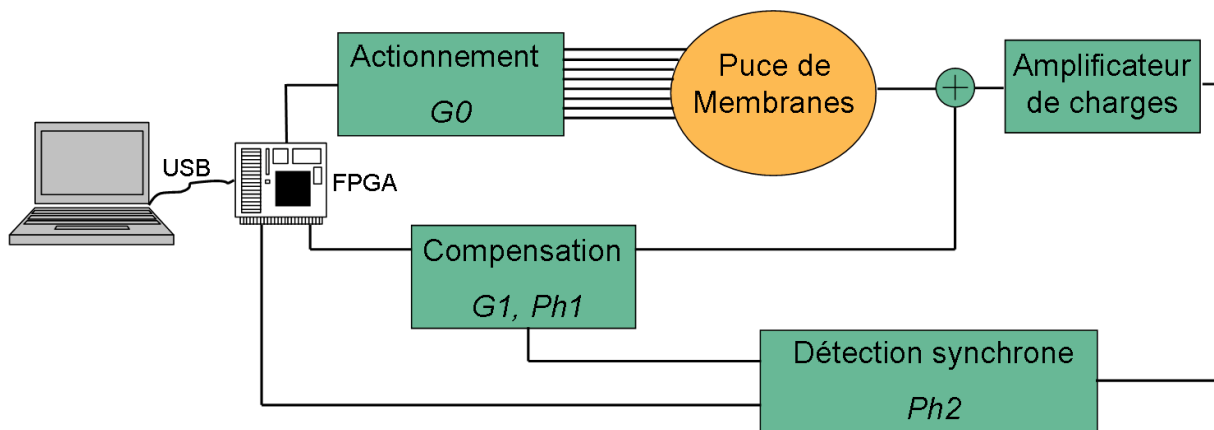 Actionnement
G0
Puce de
Membranes
+
Amplificateur
de charges
USB
FPGA
Compensation
G1, Ph1
Détection synchrone
Ph2